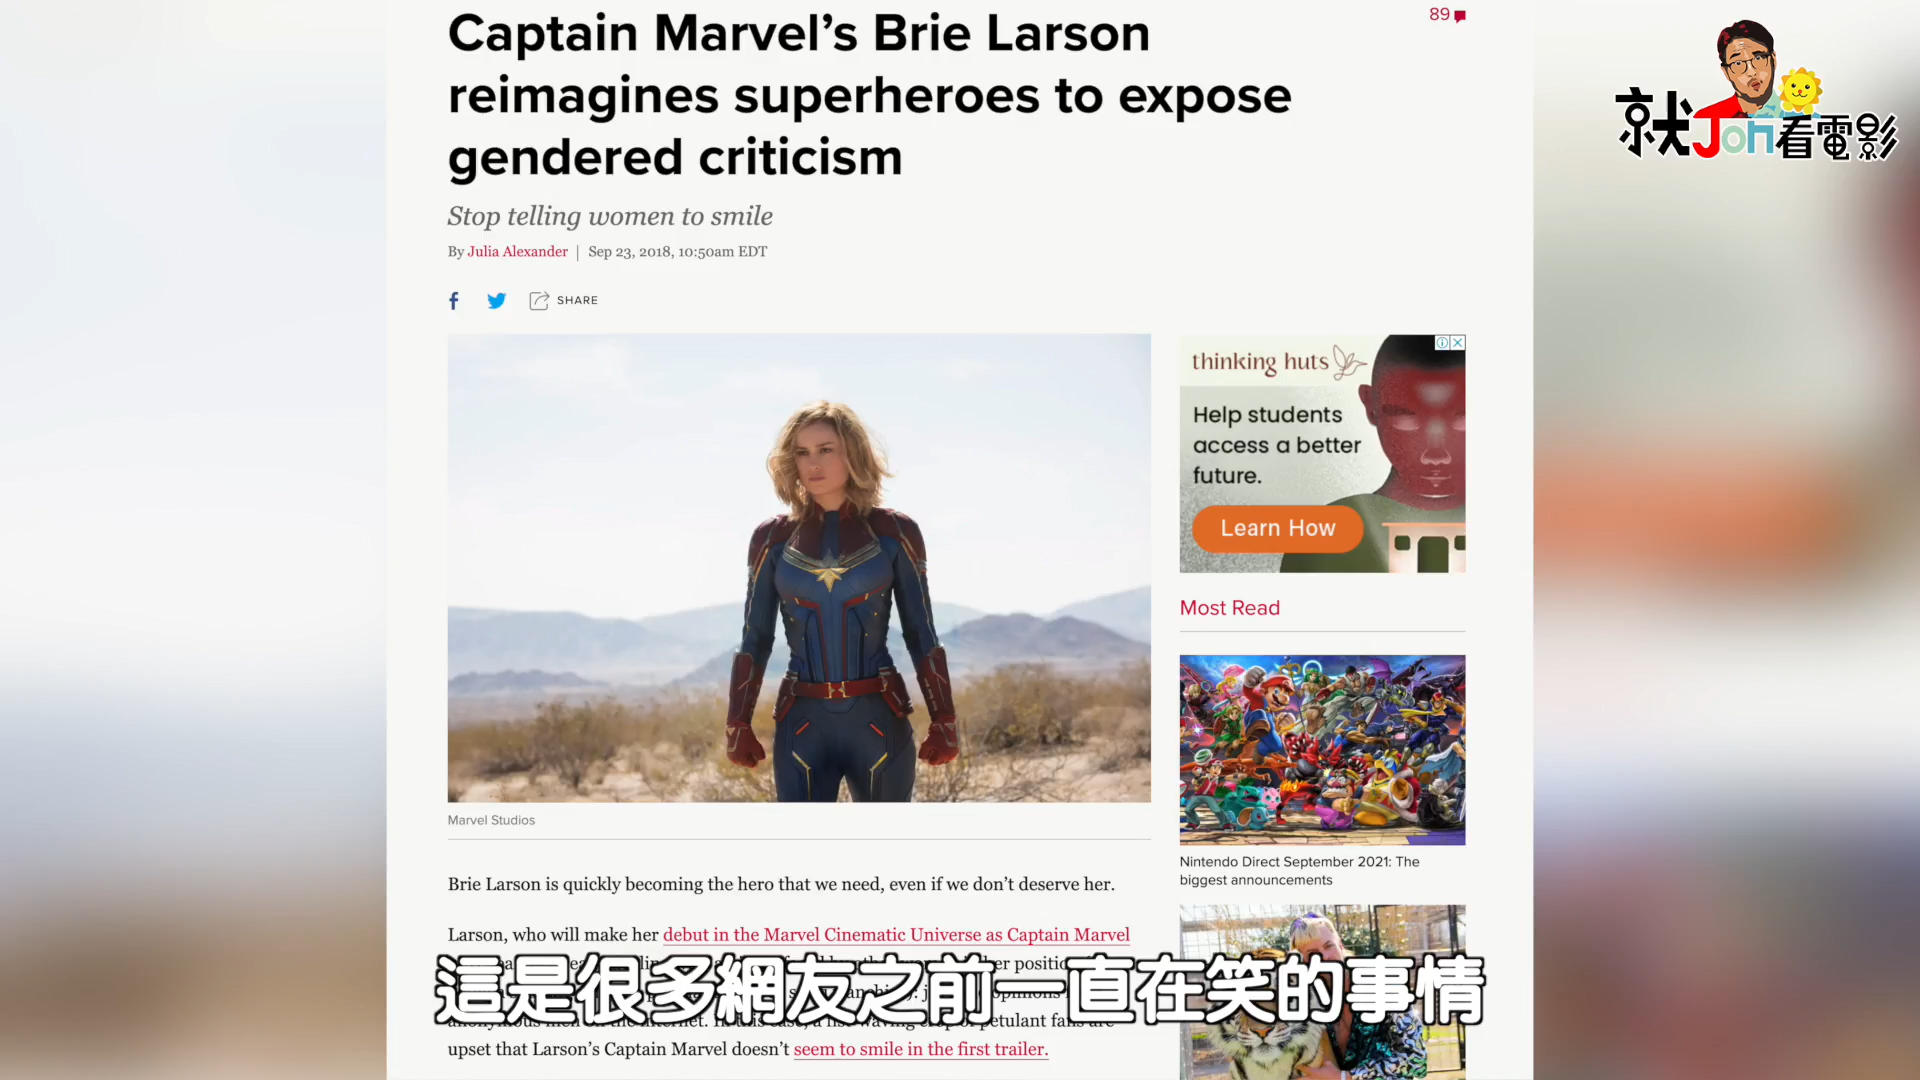 Captain Marvel’s Brie Larson
reimagines superheroes to expose
gendered criticism
89
就John看電影
Stop telling women to smile
By Julia Alexander | Sep 23, 2018, 10:50am EDT
SHARE
thinking huts
Help students
access a better
future.
Learn How
Most Read
Marvel Studios
Nintendo Direct September 2021: The
biggest announcements
Brie Larson is quickly becoming the hero that we need, even if we don’t deserve her.
Larson, who will make her debut in the Marvel Cinematic Universe as Captain Marvel
這是很多網友之前一直在笑的事情
upset that Larson’s Captain Marvel doesn’t seem to smile in the first trailer.